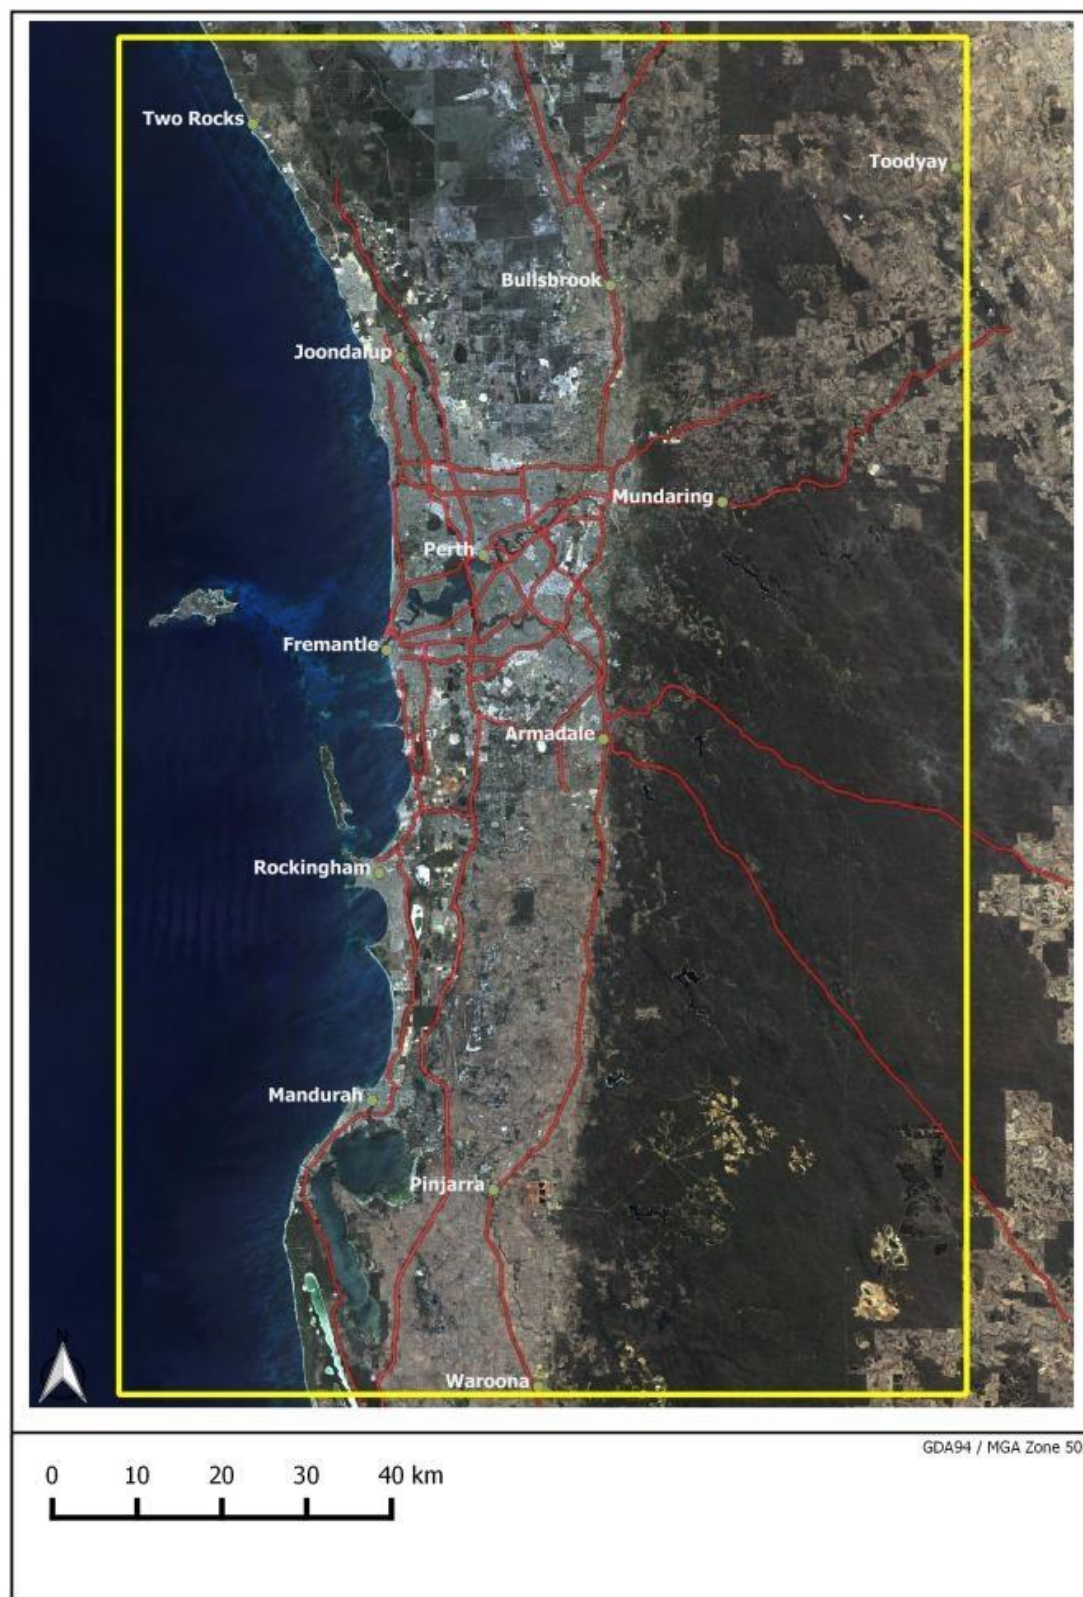 Two Rocks
Toodyay
Bullsbrook
Joondalup
Mundaring
Perth
Fremantle
Armadale
Rockingham
Mandurah
Pinjarra
N
Waroona
GDA94 / MGA Zone 50
0 10 20 30 40 km